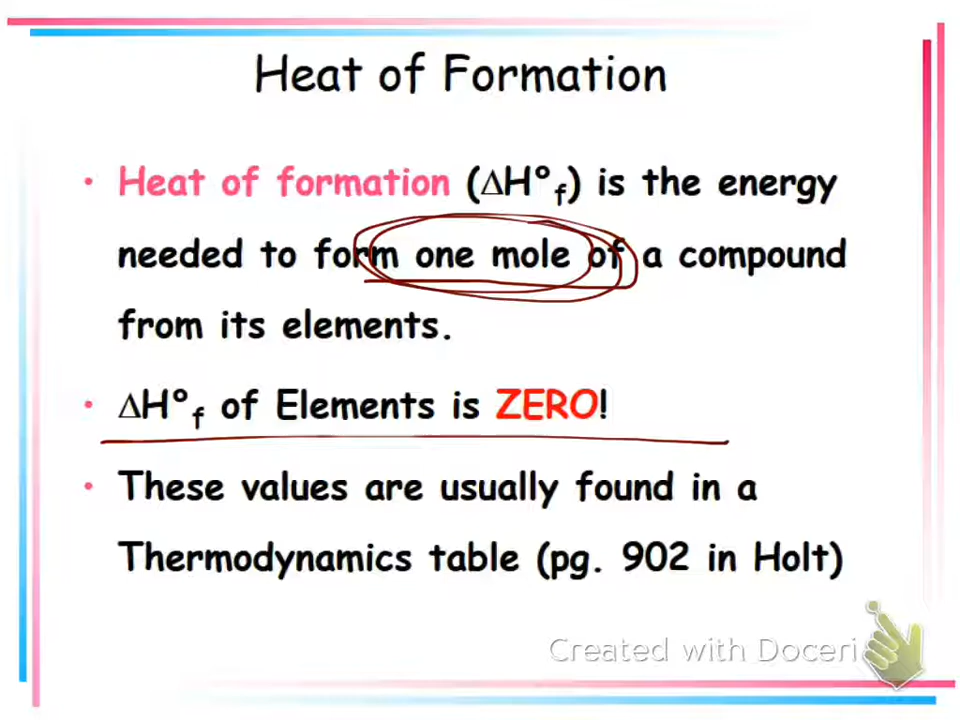 Heat of Formation
• Heat of formation (ΔH°f) is the energy
needed to form one mole of a compound
from its elements.
• ΔH°f of Elements is ZERO!
• These values are usually found in a
Thermodynamics table (pg. 902 in Holt)
Created with Doceri